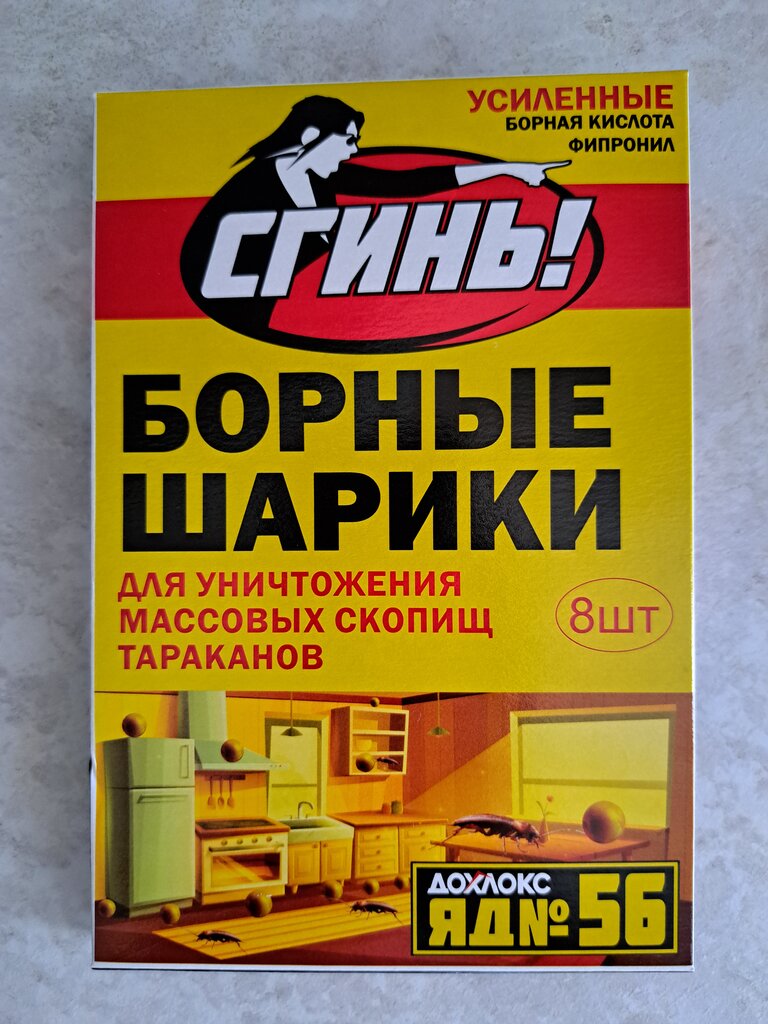 УСИЛЕННЫЕ
БОРНАЯ КИСЛОТА
ФИПРОНИЛ
СГИНЬ!
БОРНЫЕ
ШАРИКИ
ДЛЯ УНИЧТОЖЕНИЯ
МАССОВЫХ СКОПИЩ
ТАРАКАНОВ
8шт
ДОХЛОКС
ЯД№56